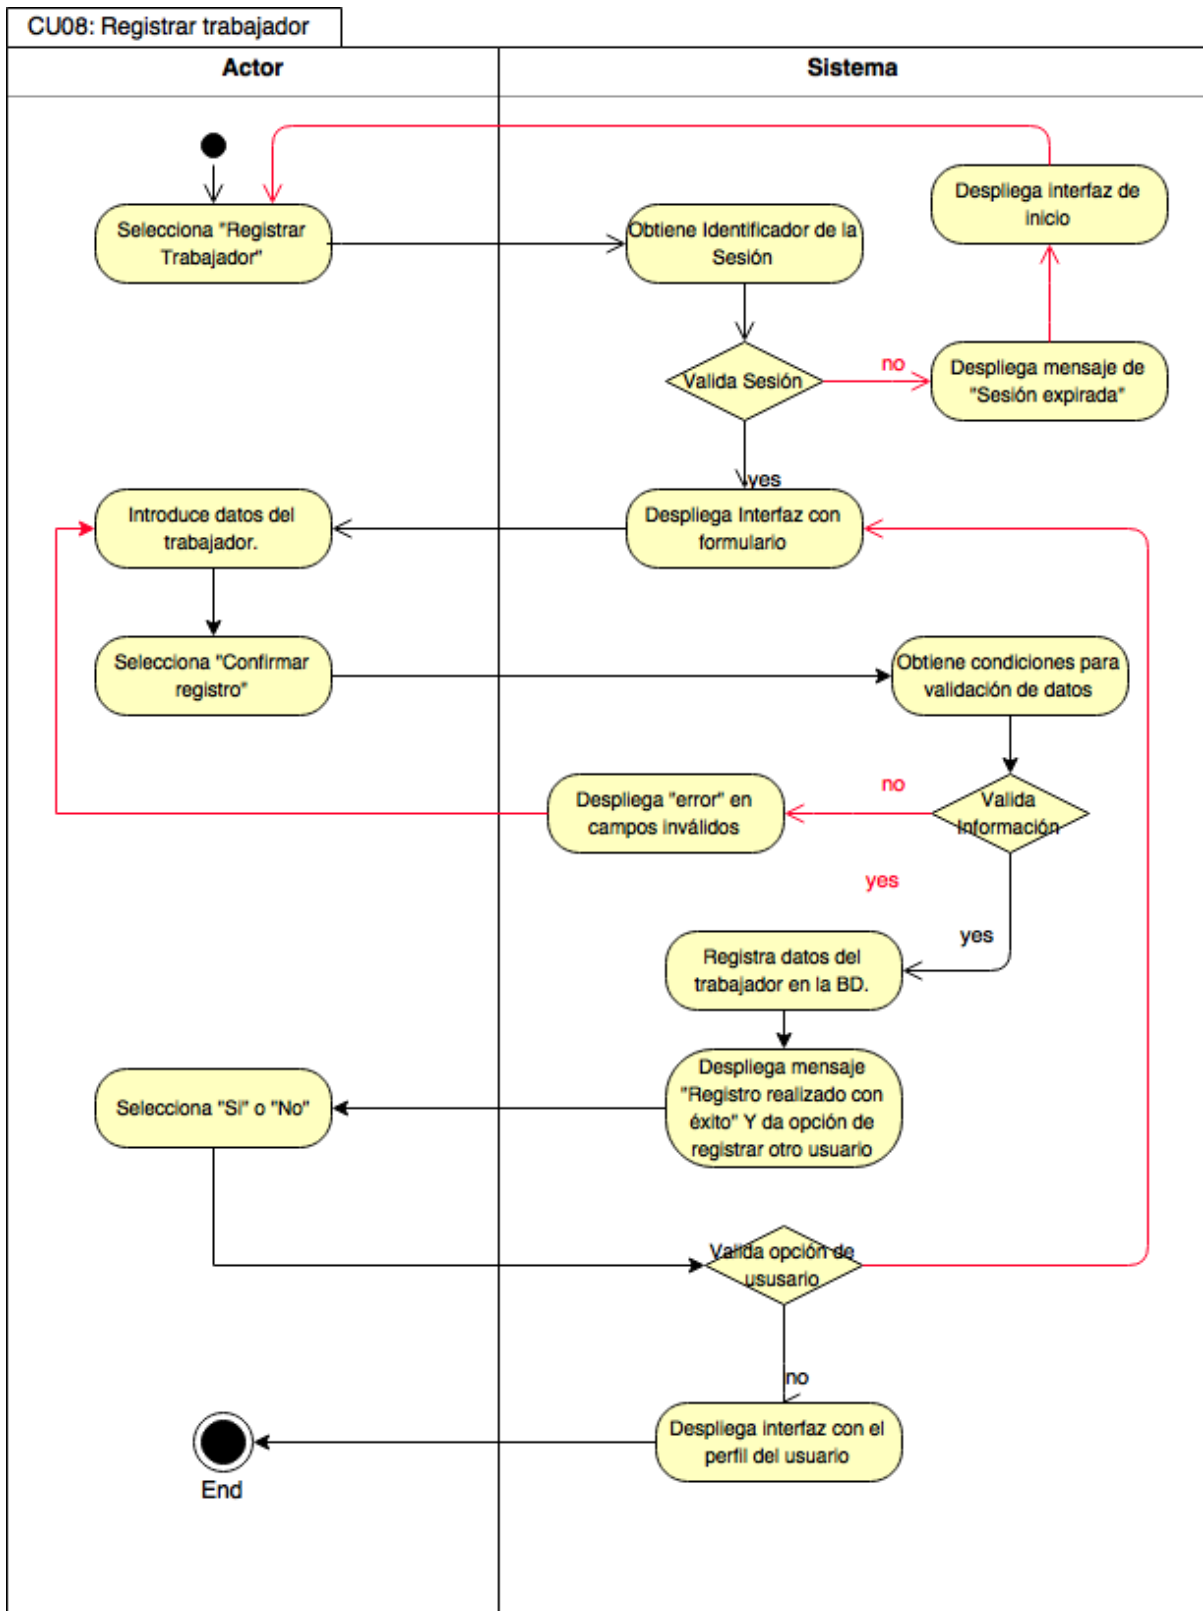 CU08: Registrar trabajador
Actor
Sistema
Despliega interfaz de
inicio
Selecciona "Registrar
Trabajador"
Obtiene Identificador de la
Sesión
Valida Sesión
no
Despliega mensaje de
"Sesión expirada"
yes
Introduce datos del
trabajador.
Despliega Interfaz con
formulario
Selecciona "Confirmar
registro"
Obtiene condiciones para
validación de datos
Despliega "error" en
campos inválidos
no
Valida
Información
yes
yes
Registra datos del
trabajador en la BD.
Selecciona "Si" o "No"
Despliega mensaje
"Registro realizado con
éxito" Y da opción de
registrar otro usuario
Valida opción de
ususario
no
Despliega interfaz con el
perfil del usuario
End